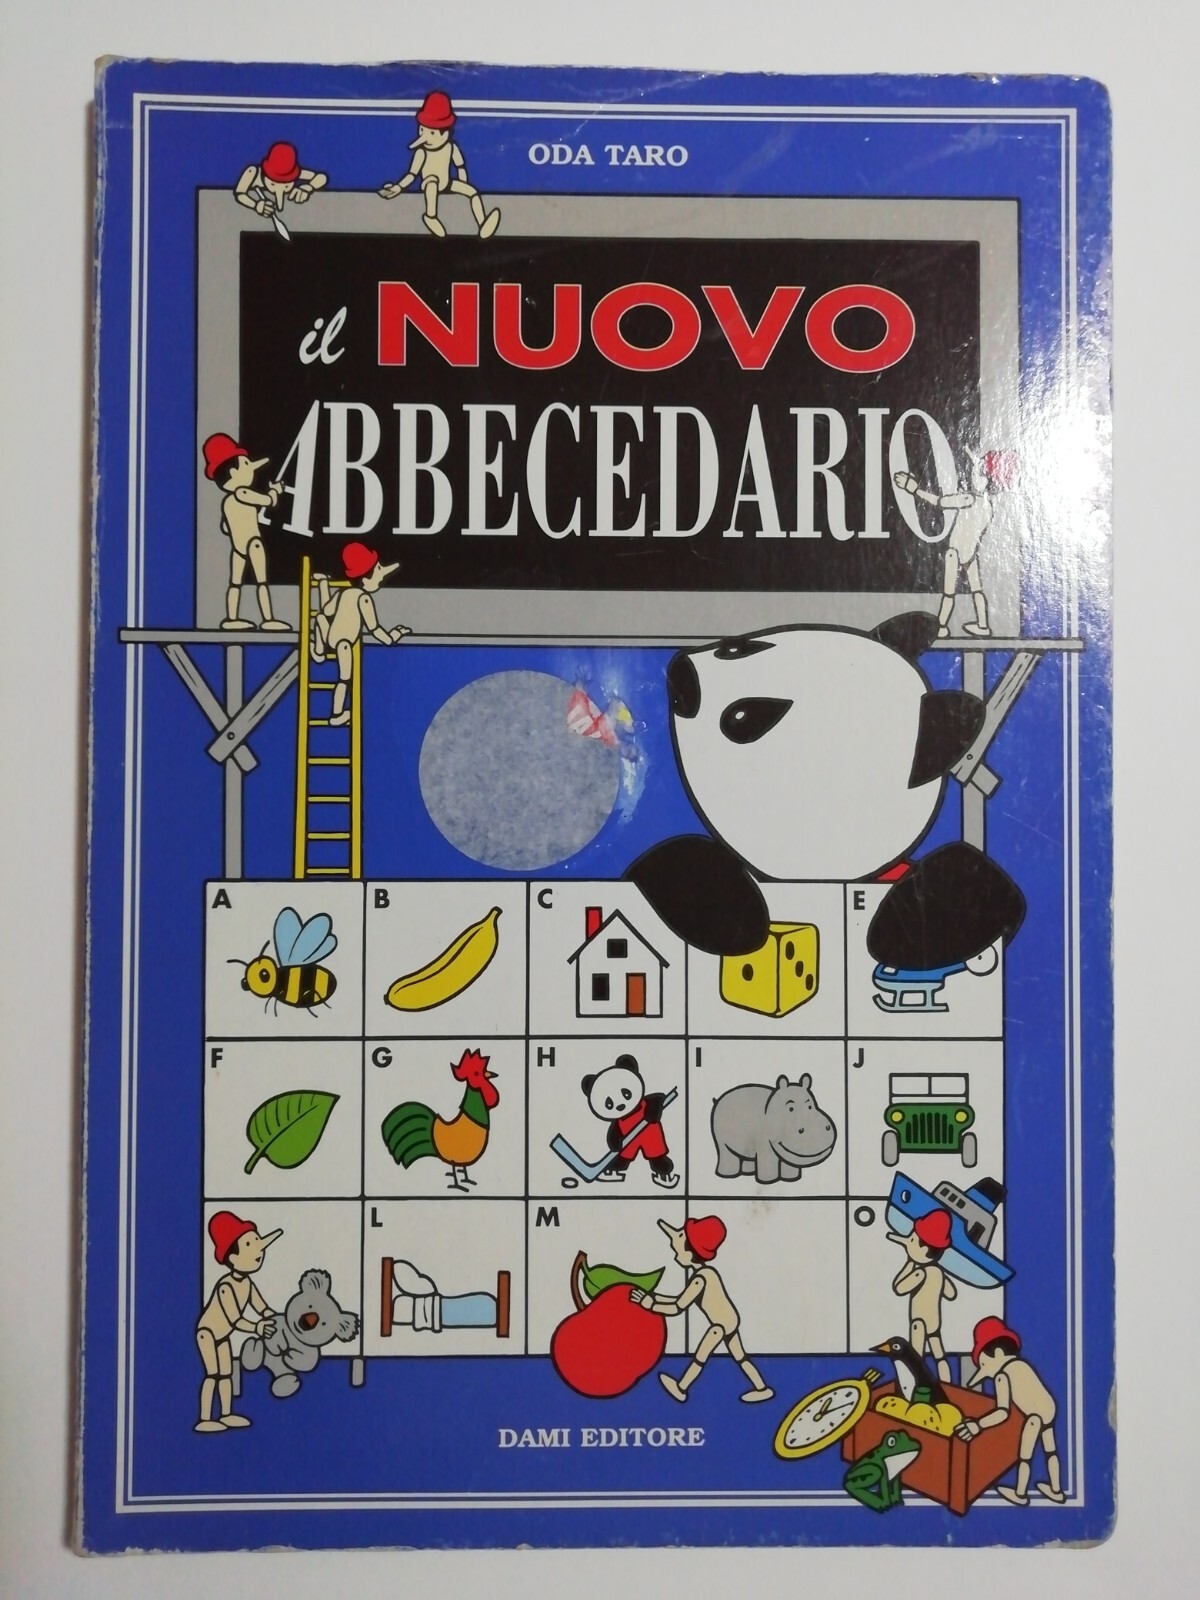 ODA TARO
il NUOVO
ABBECEDARIO
A B C E
F G H I J
L M O
DAMI EDITORE